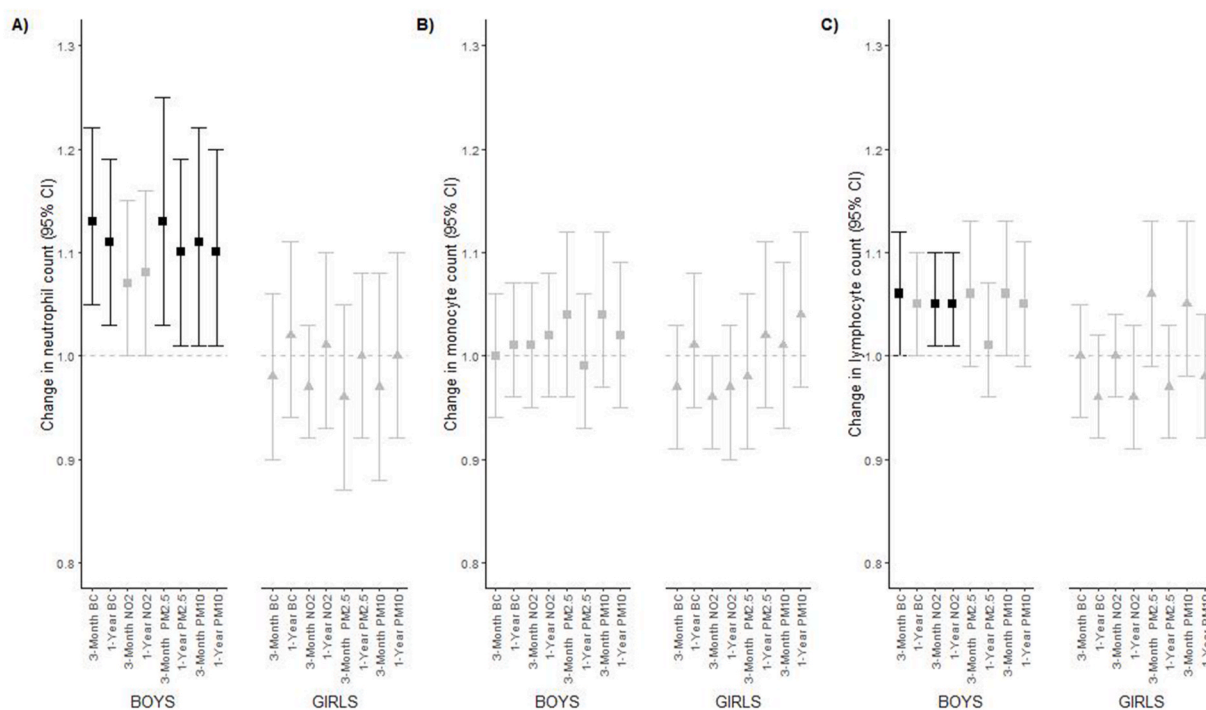 A)
Change in neutrophil count (95% CI)
1.3
1.2
1.1
1.0
0.9
0.8
3-Month BC
1-Year BC
3-Month NO2
1-Year NO2
3-Month PM2.5
1-Year PM2.5
3-Month PM10
1-Year PM10
BOYS
3-Month BC
1-Year BC
3-Month NO2
1-Year NO2
3-Month PM2.5
1-Year PM2.5
3-Month PM10
1-Year PM10
GIRLS
B)
Change in monocyte count (95% CI)
1.3
1.2
1.1
1.0
0.9
0.8
3-Month BC
1-Year BC
3-Month NO2
1-Year NO2
3-Month PM2.5
1-Year PM2.5
3-Month PM10
1-Year PM10
BOYS
3-Month BC
1-Year BC
3-Month NO2
1-Year NO2
3-Month PM2.5
1-Year PM2.5
3-Month PM10
1-Year PM10
GIRLS
C)
Change in lymphocyte count (95% CI)
1.3
1.2
1.1
1.0
0.9
0.8
3-Month BC
1-Year BC
3-Month NO2
1-Year NO2
3-Month PM2.5
1-Year PM2.5
3-Month PM10
1-Year PM10
BOYS
3-Month BC
1-Year BC
3-Month NO2
1-Year NO2
3-Month PM2.5
1-Year PM2.5
3-Month PM10
1-Year PM10
GIRLS